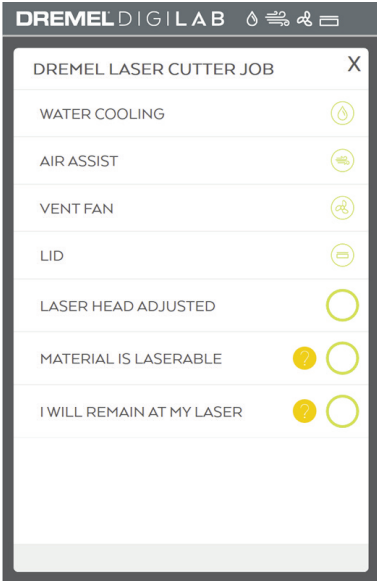 DREMEL DIGILAB
DREMEL LASER CUTTER JOB X
WATER COOLING
AIR ASSIST
VENT FAN
LID
LASER HEAD ADJUSTED
MATERIAL IS LASERABLE ?
I WILL REMAIN AT MY LASER ?